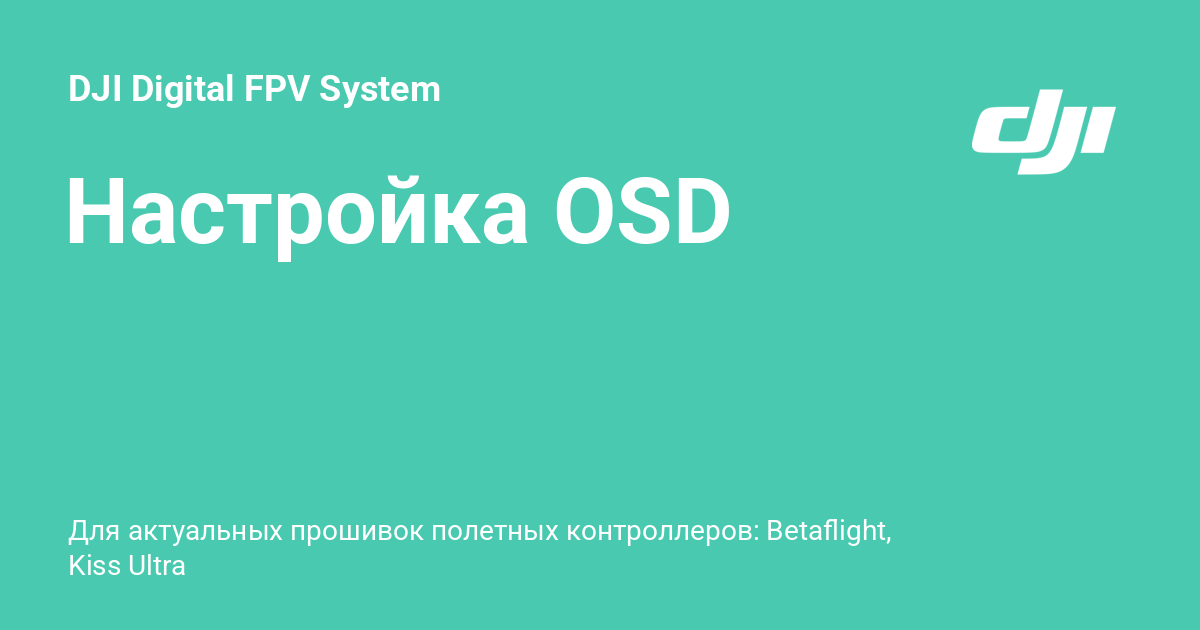 DJI Digital FPV System
dji
Настройка OSD
Для актуальных прошивок полетных контроллеров: Betaflight,
Kiss Ultra